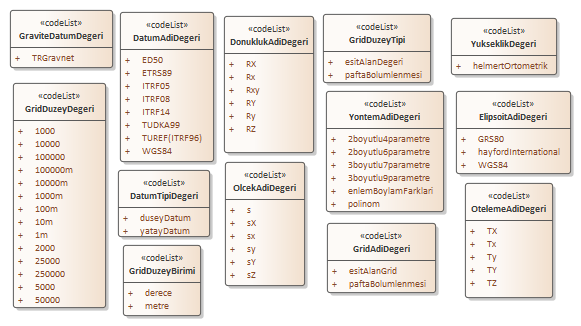 «codeList»
GraviteDatumDegeri
+ TRGravnet
«codeList»
GridDuzeyDegeri
+ 1000
+ 10000
+ 100000
+ 100000m
+ 10000m
+ 1000m
+ 100m
+ 10m
+ 1m
+ 2000
+ 25000
+ 250000
+ 5000
+ 50000
«codeList»
DatumAdiDegeri
+ ED50
+ ETRS89
+ ITRF05
+ ITRF08
+ ITRF14
+ TUDKA99
+ TUREF(ITRF96)
+ WGS84
«codeList»
DatumTipiDegeri
+ duseyDatum
+ yatayDatum
«codeList»
GridDuzeyBirimi
+ derece
+ metre
«codeList»
DonuklukAdiDegeri
+ RX
+ Rx
+ Rxy
+ RY
+ Ry
+ RZ
«codeList»
OlcekAdiDegeri
+ s
+ sX
+ sx
+ sy
+ sY
+ sZ
«codeList»
GridDuzeyTipi
+ esitAlanDegeri
+ paftaBolumlenmesi
«codeList»
YontemAdiDegeri
+ 2boyutlu4parametre
+ 2boyutlu6parametre
+ 3boyutlu7parametre
+ 3boyutlu9parametre
+ enlemBoylamFarklari
+ polinom
«codeList»
GridAdiDegeri
+ esitAlanGrid
+ paftaBolumlenmesi
«codeList»
YukseklikDegeri
+ helmertOrtometrik
«codeList»
ElipsoitAdiDegeri
+ GRS80
+ hayfordInternational
+ WGS84
«codeList»
OtelemeAdiDegeri
+ TX
+ Tx
+ Ty
+ TY
+ TZ